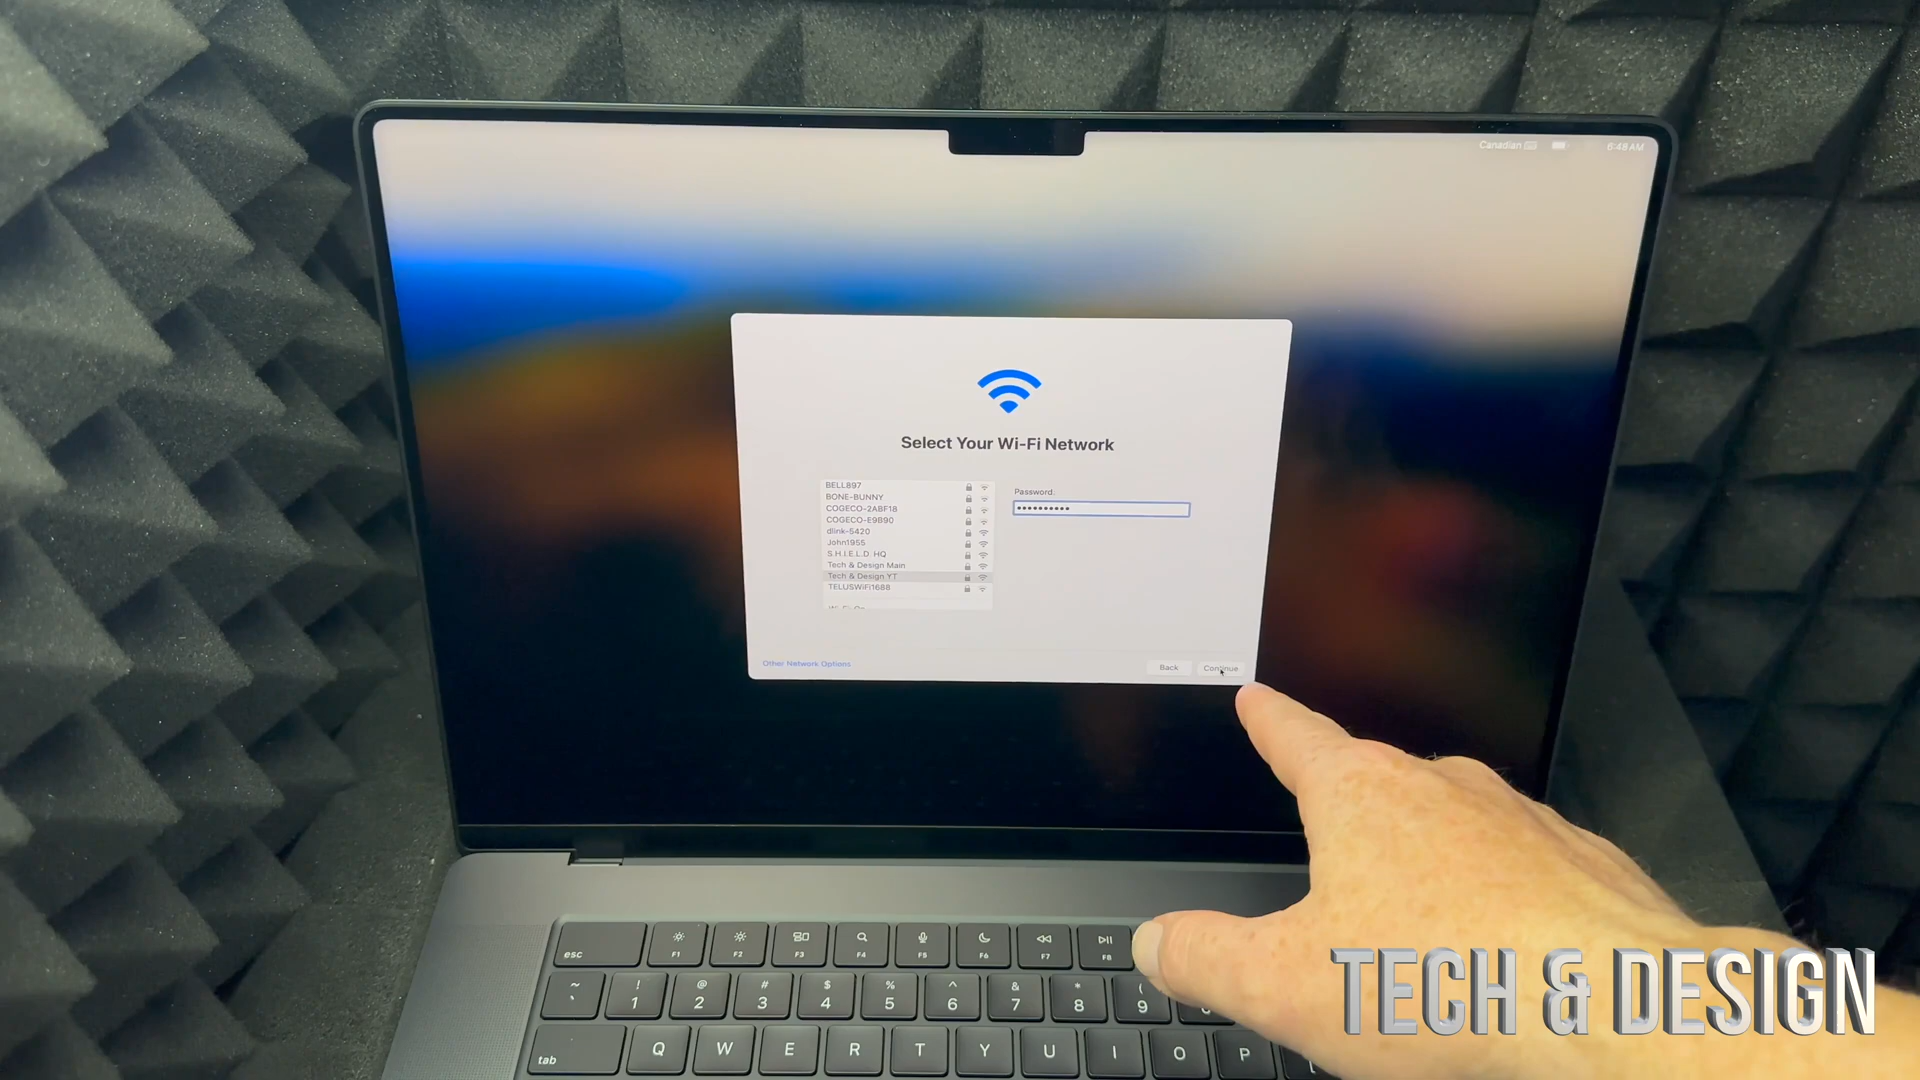 Canadian
6:48 AM
Select Your Wi-Fi Network
BELL897
BONE-BUNNY
COGECO-2ABF18
COGECO-E9B90
dlink-5420
John1955
S.H.I.E.L.D HQ
Tech & Design Main
Tech & Design YT
TELUSWiFi1688
Password:
Other Network Options
Back
Continue
esc
F1
F2
F3
F4
F5
F6
F7
F8
~ ! @ # $ % ^ & * (
` 1 2 3 4 5 6 7 8 9
tab Q W E R T Y U I O P [
TECH & DESIGN